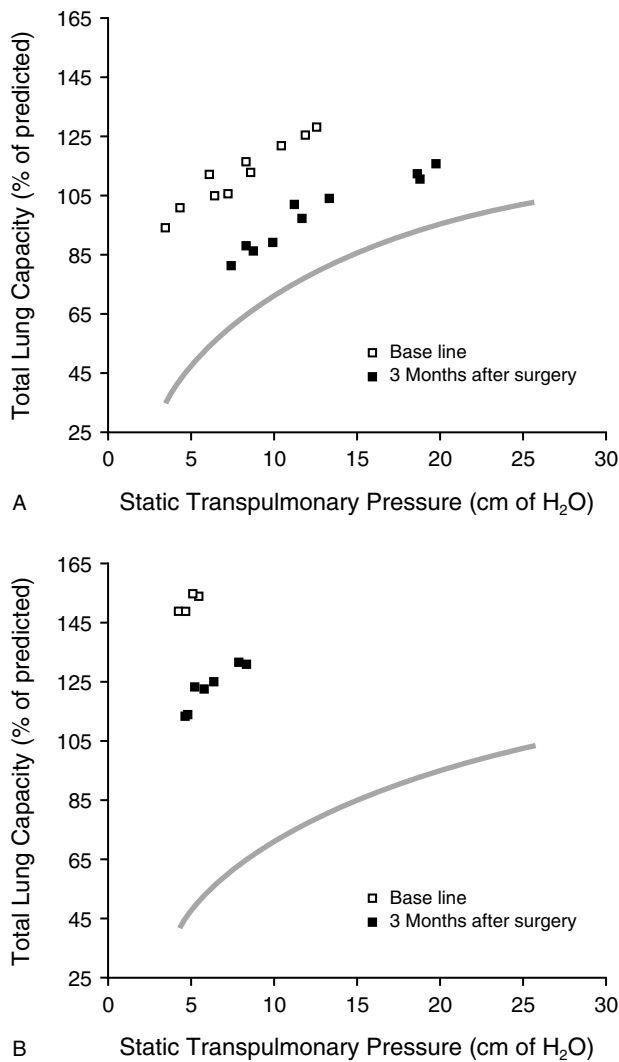 165
145
125
105
85
65
45
25
Total Lung Capacity (% of predicted)
Base line
3 Months after surgery
0 5 10 15 20 25 30
A Static Transpulmonary Pressure (cm of H₂O)
165
145
125
105
85
65
45
25
Total Lung Capacity (% of predicted)
Base line
3 Months after surgery
0 5 10 15 20 25 30
B Static Transpulmonary Pressure (cm of H₂O)